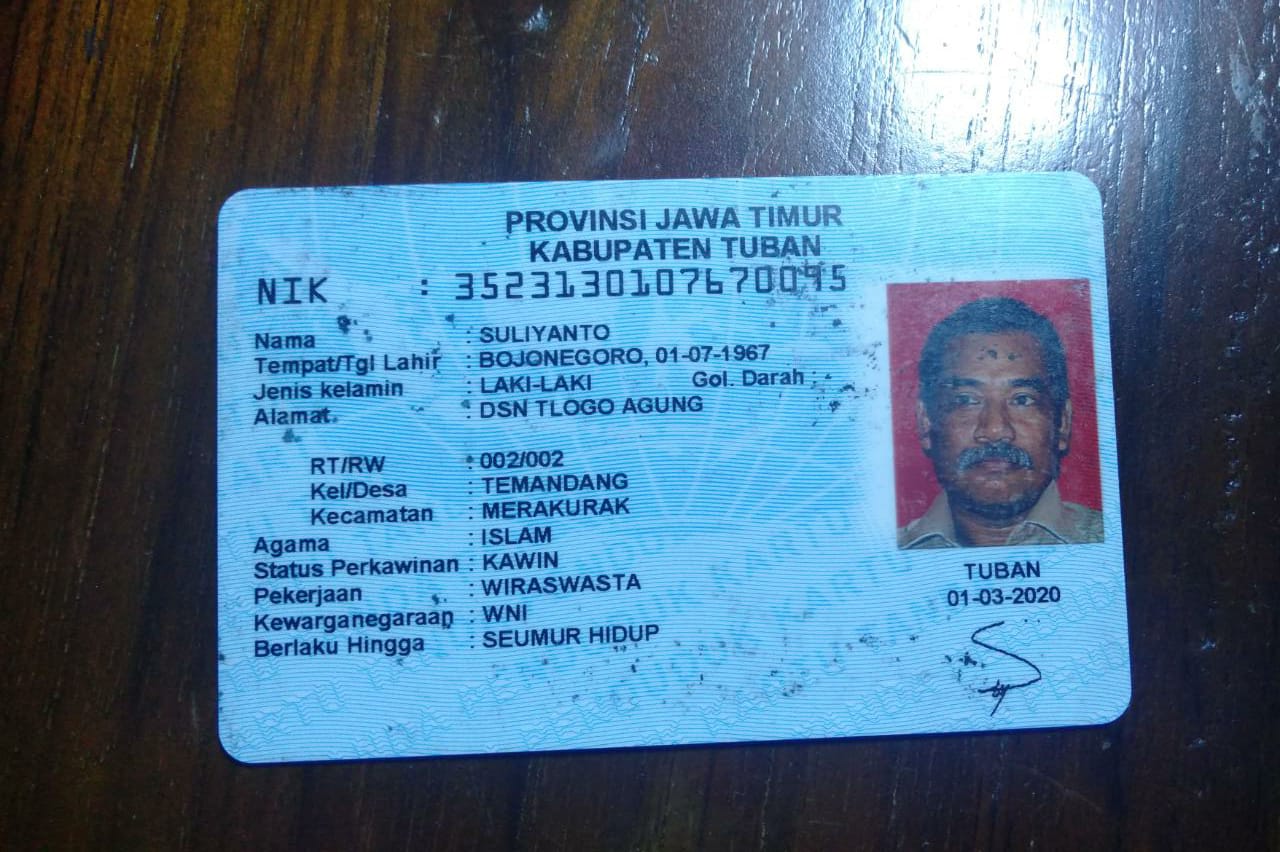 PROVINSI JAWA TIMUR
KABUPATEN TUBAN
NIK : 3523130107670095
Nama : SULIYANTO
Tempat/Tgl Lahir : BOJONEGORO, 01-07-1967
Jenis kelamin : LAKI-LAKI Gol. Darah :
Alamat : DSN TLOGO AGUNG
RT/RW : 002/002
Kel/Desa : TEMANDANG
Kecamatan : MERAKURAK
Agama : ISLAM
Status Perkawinan : KAWIN
Pekerjaan : WIRASWASTA
Kewarganegaraan : WNI
Berlaku Hingga : SEUMUR HIDUP
TUBAN
01-03-2020